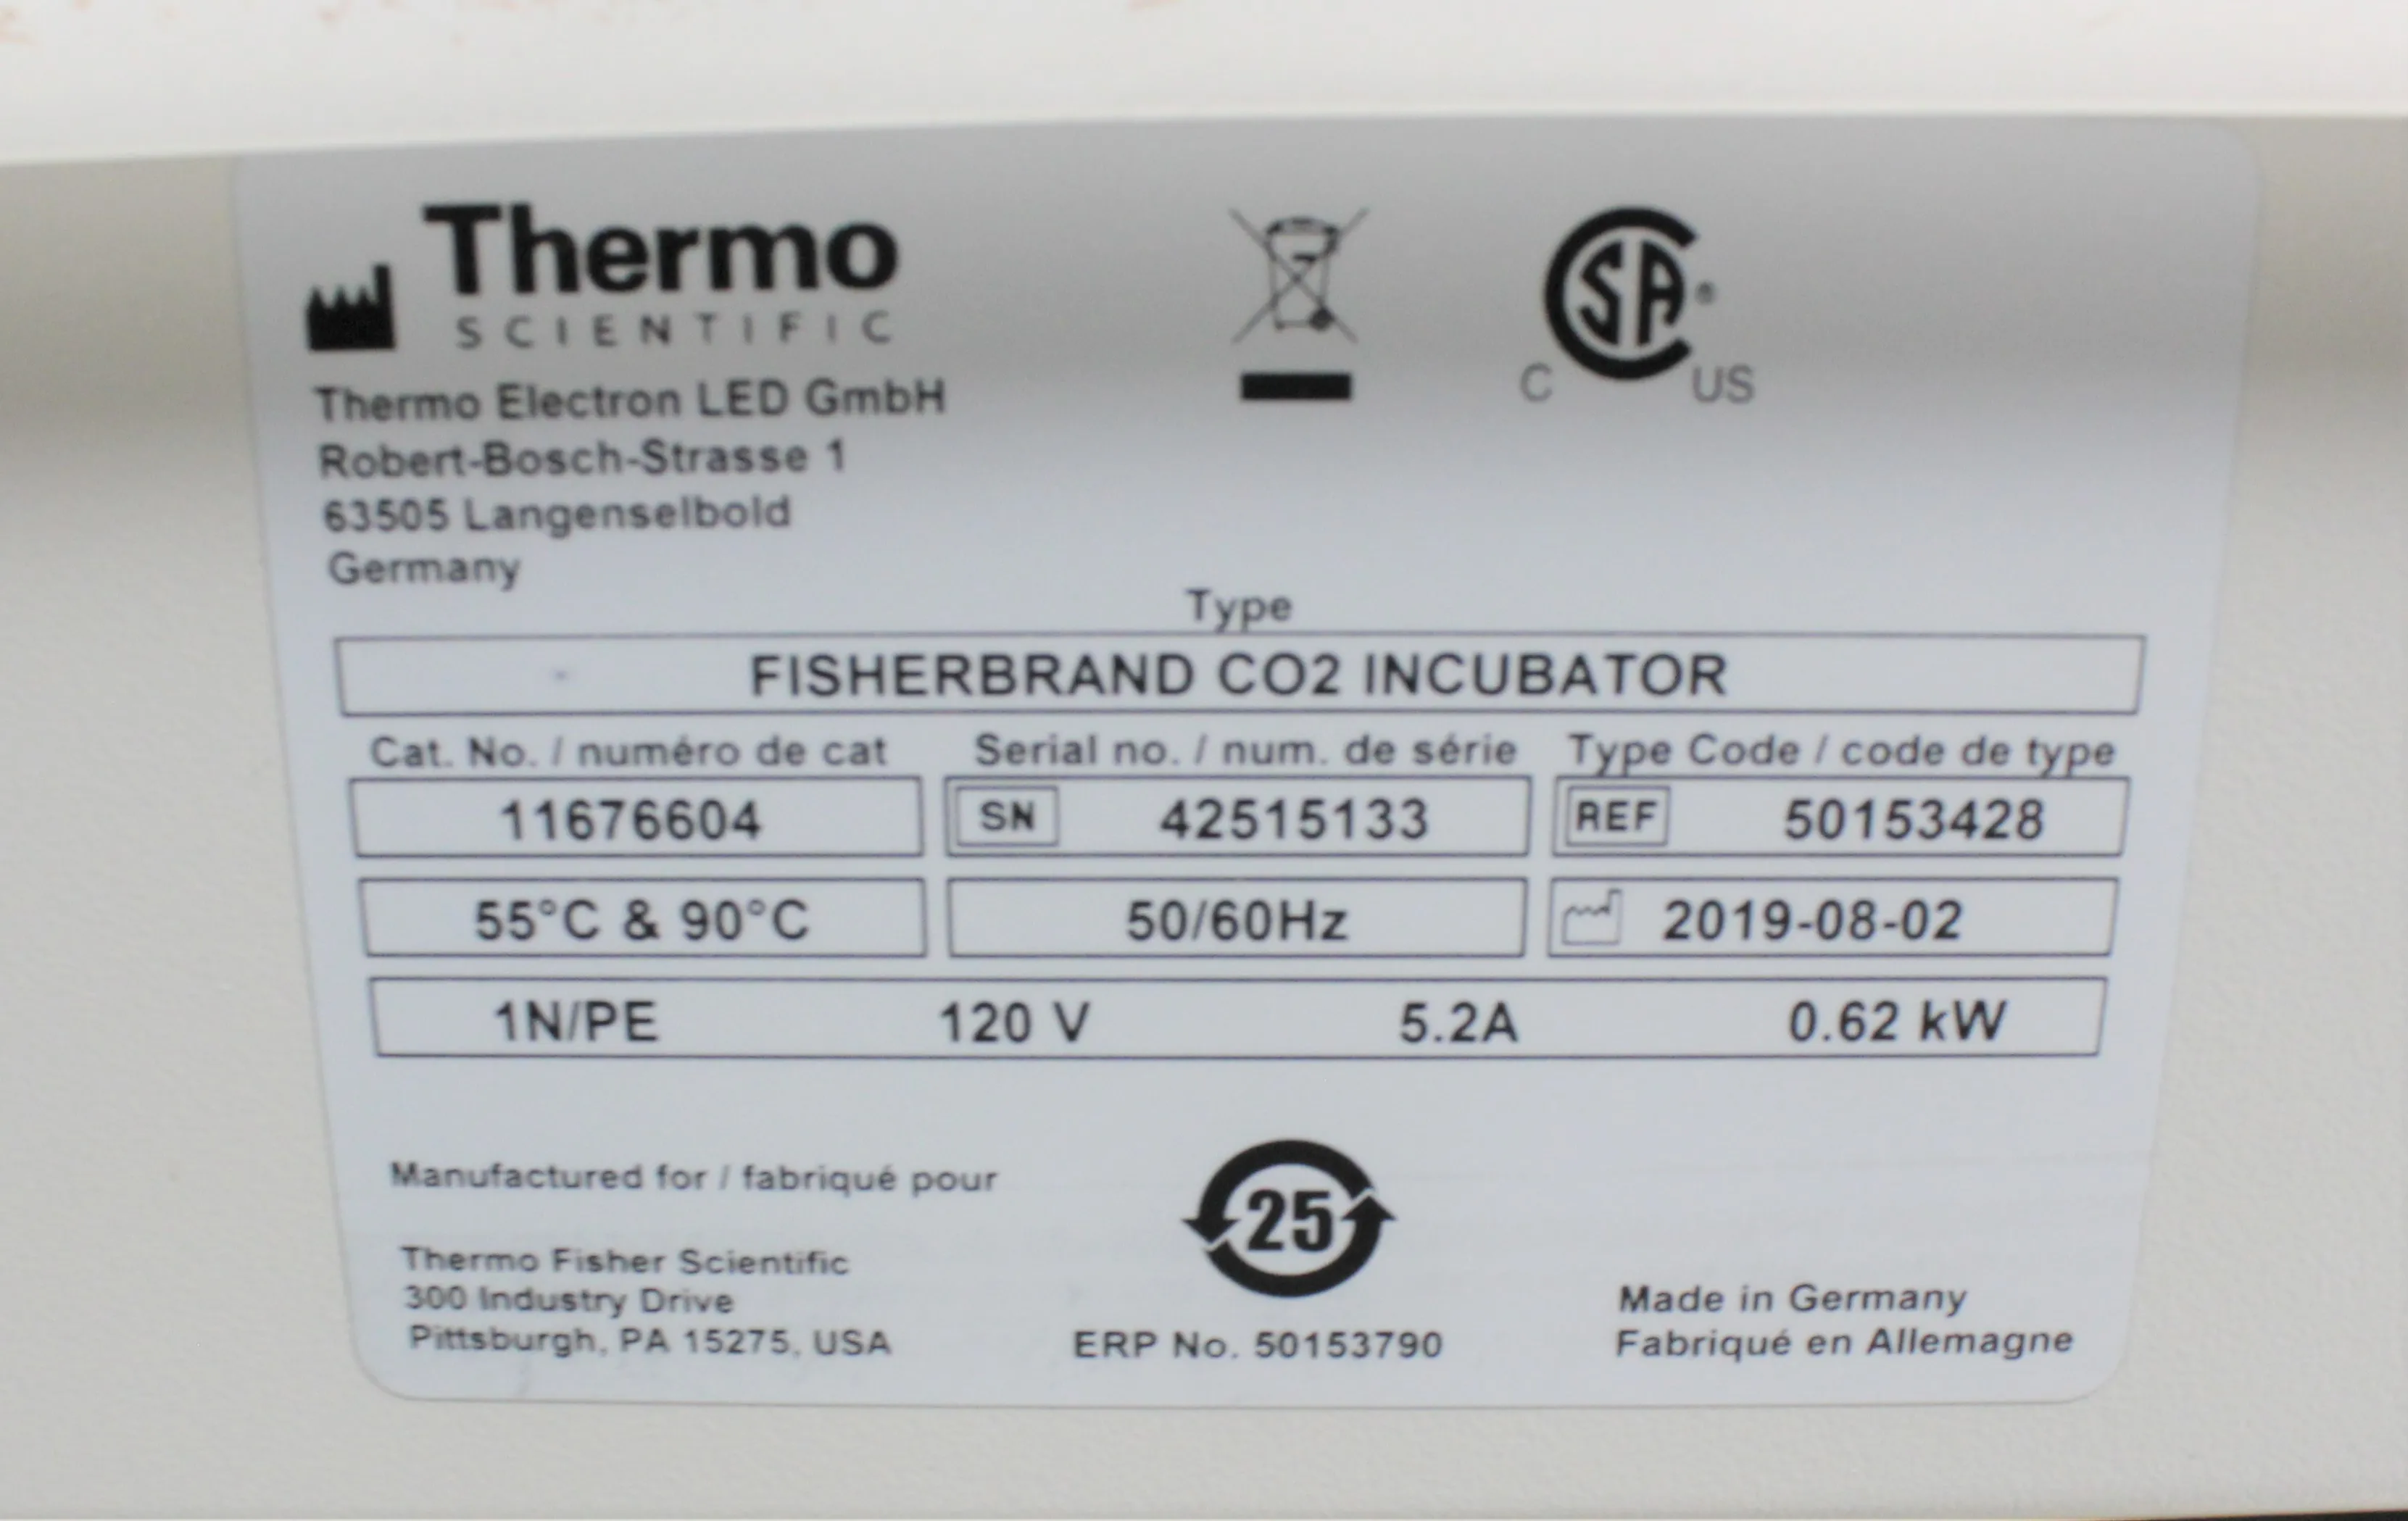 Thermo
SCIENTIFIC
Thermo Electron LED GmbH
Robert-Bosch-Strasse 1
63505 Langenselbold
Germany
CSA®
C US
Type
FISHERBRAND CO2 INCUBATOR
Cat. No. / numéro de cat Serial no. / num. de série Type Code / code de type
11676604 SN 42515133 REF 50153428
55°C & 90°C 50/60Hz 2019-08-02
1N/PE 120 V 5.2A 0.62 kW
Manufactured for / fabriqué pour
25
Thermo Fisher Scientific
300 Industry Drive
Pittsburgh, PA 15275, USA
ERP No. 50153790
Made in Germany
Fabriqué en Allemagne